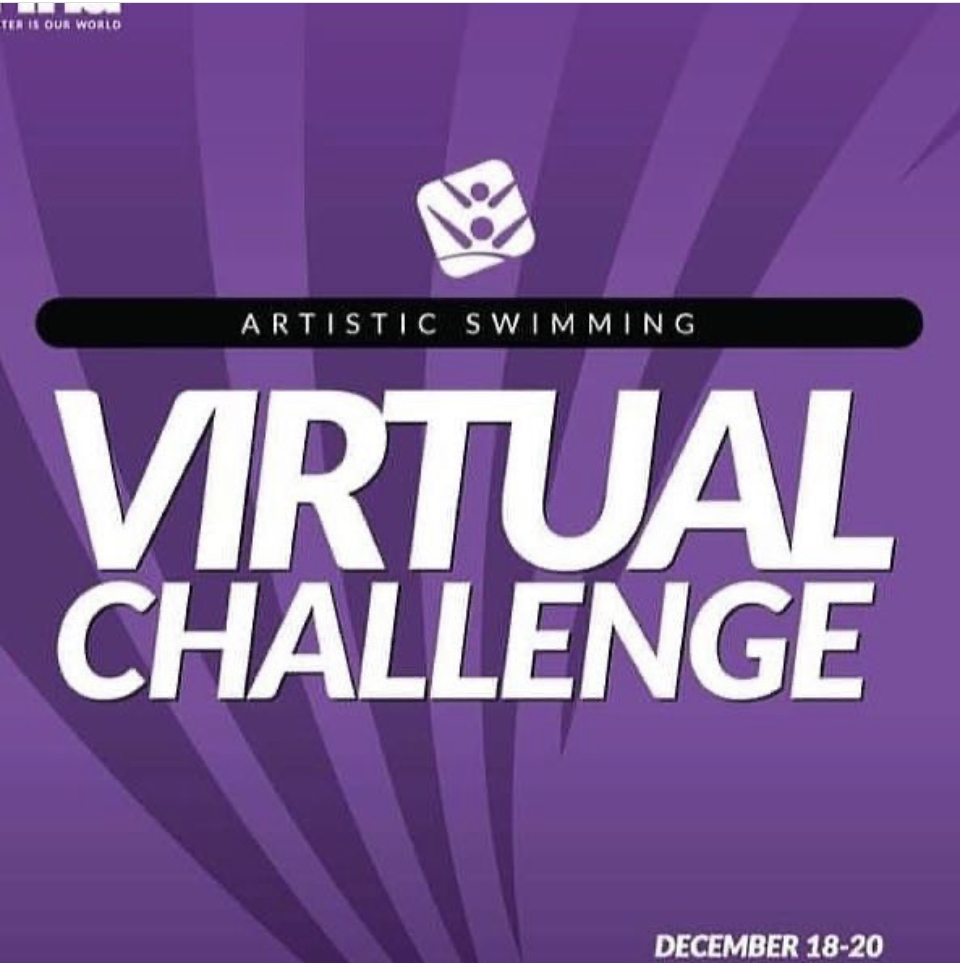 TER IS OUR WORLD
ARTISTIC SWIMMING
VIRTUAL
CHALLENGE
DECEMBER 18-20